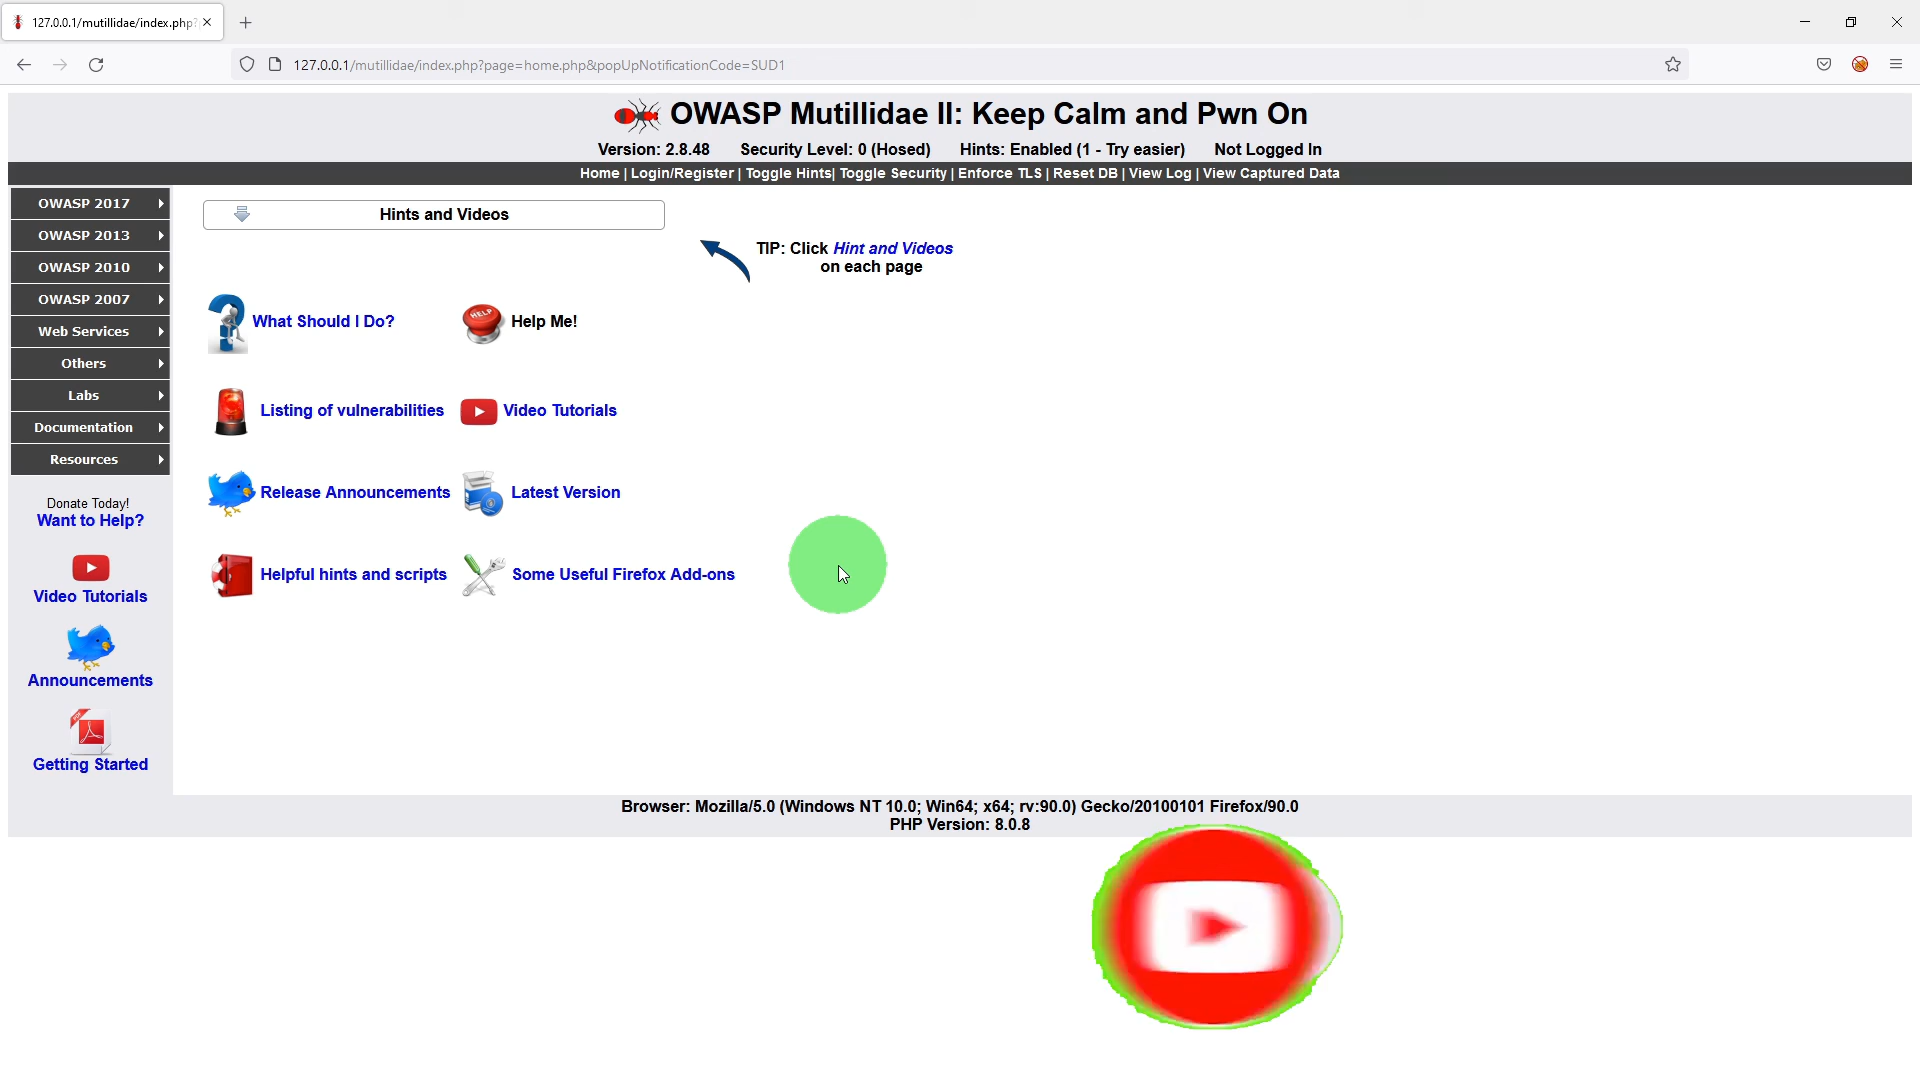 127.0.0.1/mutillidae/index.php?
127.0.0.1/mutillidae/index.php?page=home.php&popUpNotificationCode=SUD1
OWASP Mutillidae II: Keep Calm and Pwn On
Version: 2.8.48 Security Level: 0 (Hosed) Hints: Enabled (1 - Try easier) Not Logged In
Home | Login/Register | Toggle Hints| Toggle Security | Enforce TLS | Reset DB | View Log | View Captured Data
OWASP 2017
OWASP 2013
OWASP 2010
OWASP 2007
Web Services
Others
Labs
Documentation
Resources
Donate Today!
Want to Help?
Video Tutorials
Announcements
PDF
Getting Started
Hints and Videos
TIP: Click Hint and Videos
on each page
What Should I Do?
HELP
Help Me!
Listing of vulnerabilities
Video Tutorials
Release Announcements
Latest Version
Helpful hints and scripts
Some Useful Firefox Add-ons
Browser: Mozilla/5.0 (Windows NT 10.0; Win64; x64; rv:90.0) Gecko/20100101 Firefox/90.0
PHP Version: 8.0.8